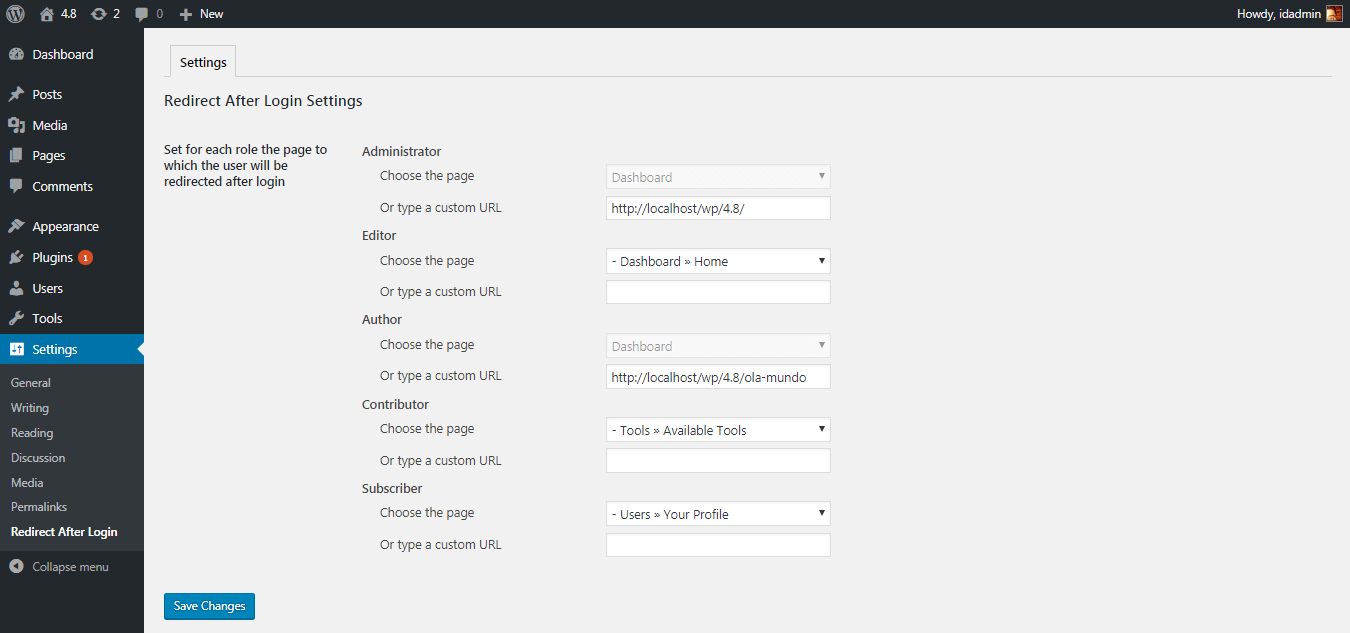 4.8 2 0 New Howdy, idadmin
Dashboard
Posts
Media
Pages
Comments
Appearance
Plugins 1
Users
Tools
Settings
General
Writing
Reading
Discussion
Media
Permalinks
Redirect After Login
Collapse menu
Settings
Redirect After Login Settings
Set for each role the page to
which the user will be
redirected after login
Administrator
Choose the page Dashboard
Or type a custom URL http://localhost/wp/4.8/
Editor
Choose the page - Dashboard » Home
Or type a custom URL
Author
Choose the page Dashboard
Or type a custom URL http://localhost/wp/4.8/ola-mundo
Contributor
Choose the page - Tools » Available Tools
Or type a custom URL
Subscriber
Choose the page - Users » Your Profile
Or type a custom URL
Save Changes